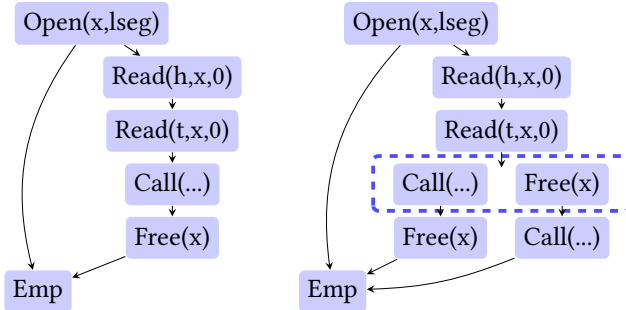 Open(x,lseg)
Read(h,x,0)
Read(t,x,0)
Call(...)
Free(x)
Emp
Open(x,lseg)
Read(h,x,0)
Read(t,x,0)
Call(...) Free(x)
Free(x) Call(...)
Emp